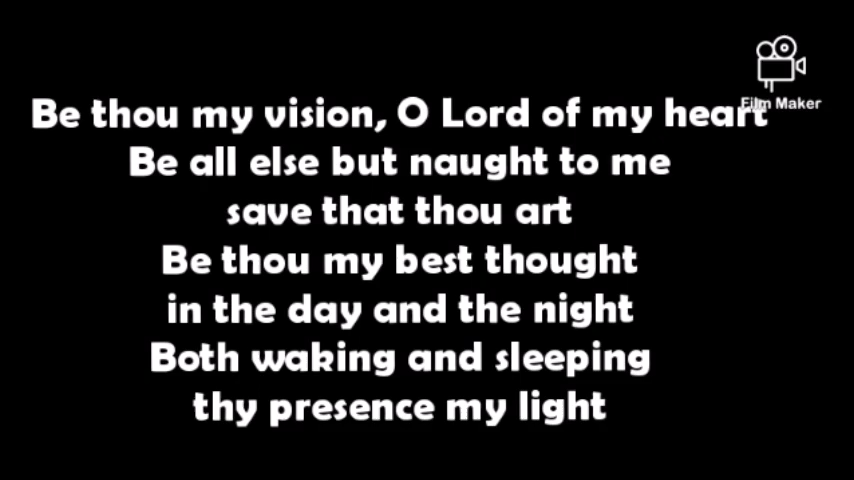 Be thou my vision, O Lord of my heart
Film Maker
Be all else but naught to me
save that thou art
Be thou my best thought
in the day and the night
Both waking and sleeping
thy presence my light